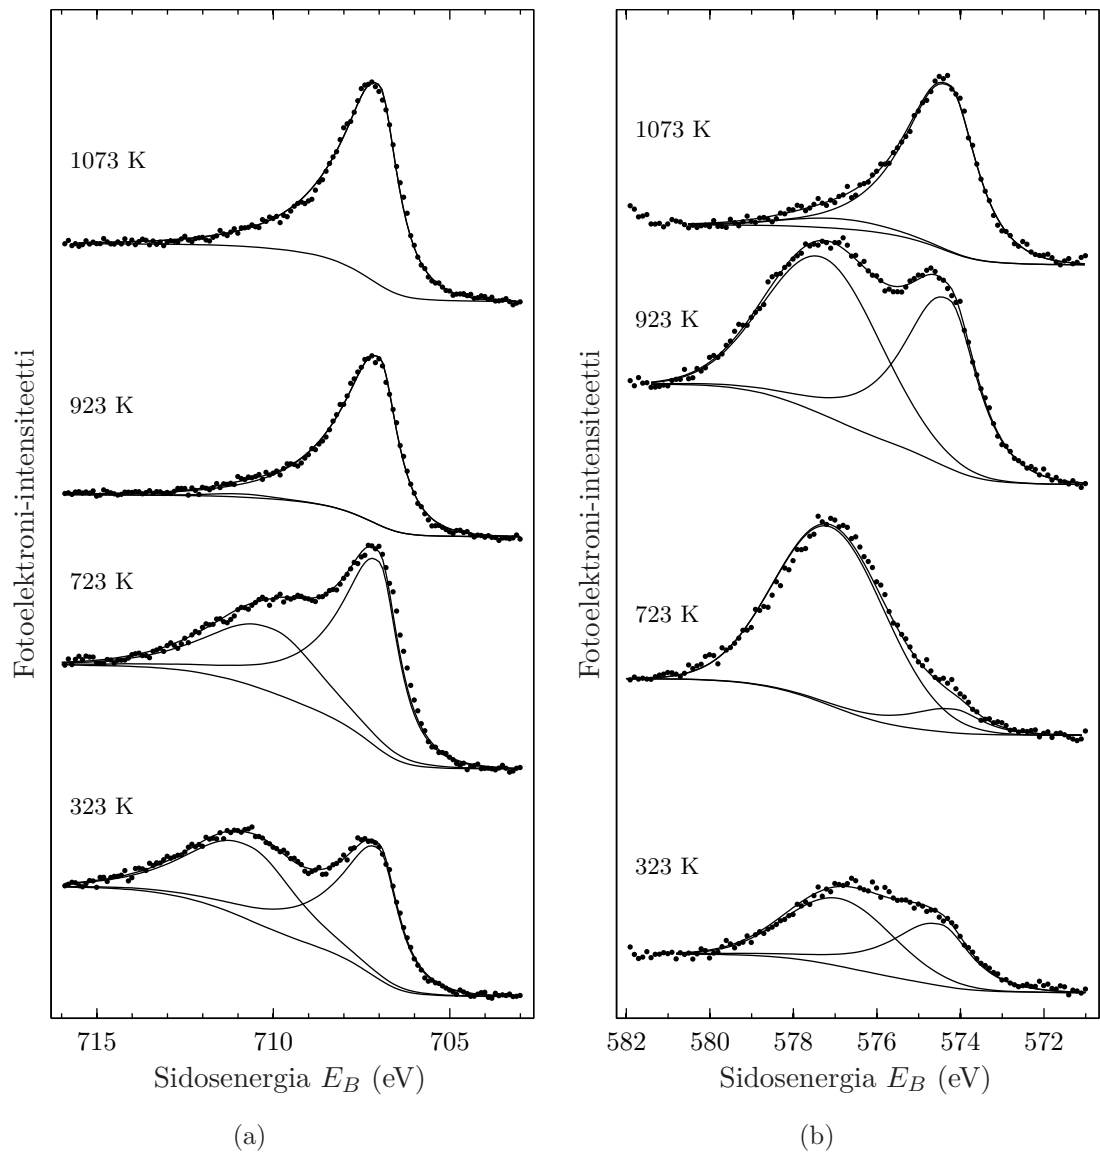 Fotoelektroni-intensiteetti
1073 K
923 K
723 K
323 K
715 710 705
Sidosenergia E_B (eV)
(a)
Fotoelektroni-intensiteetti
1073 K
923 K
723 K
323 K
582 580 578 576 574 572
Sidosenergia E_B (eV)
(b)